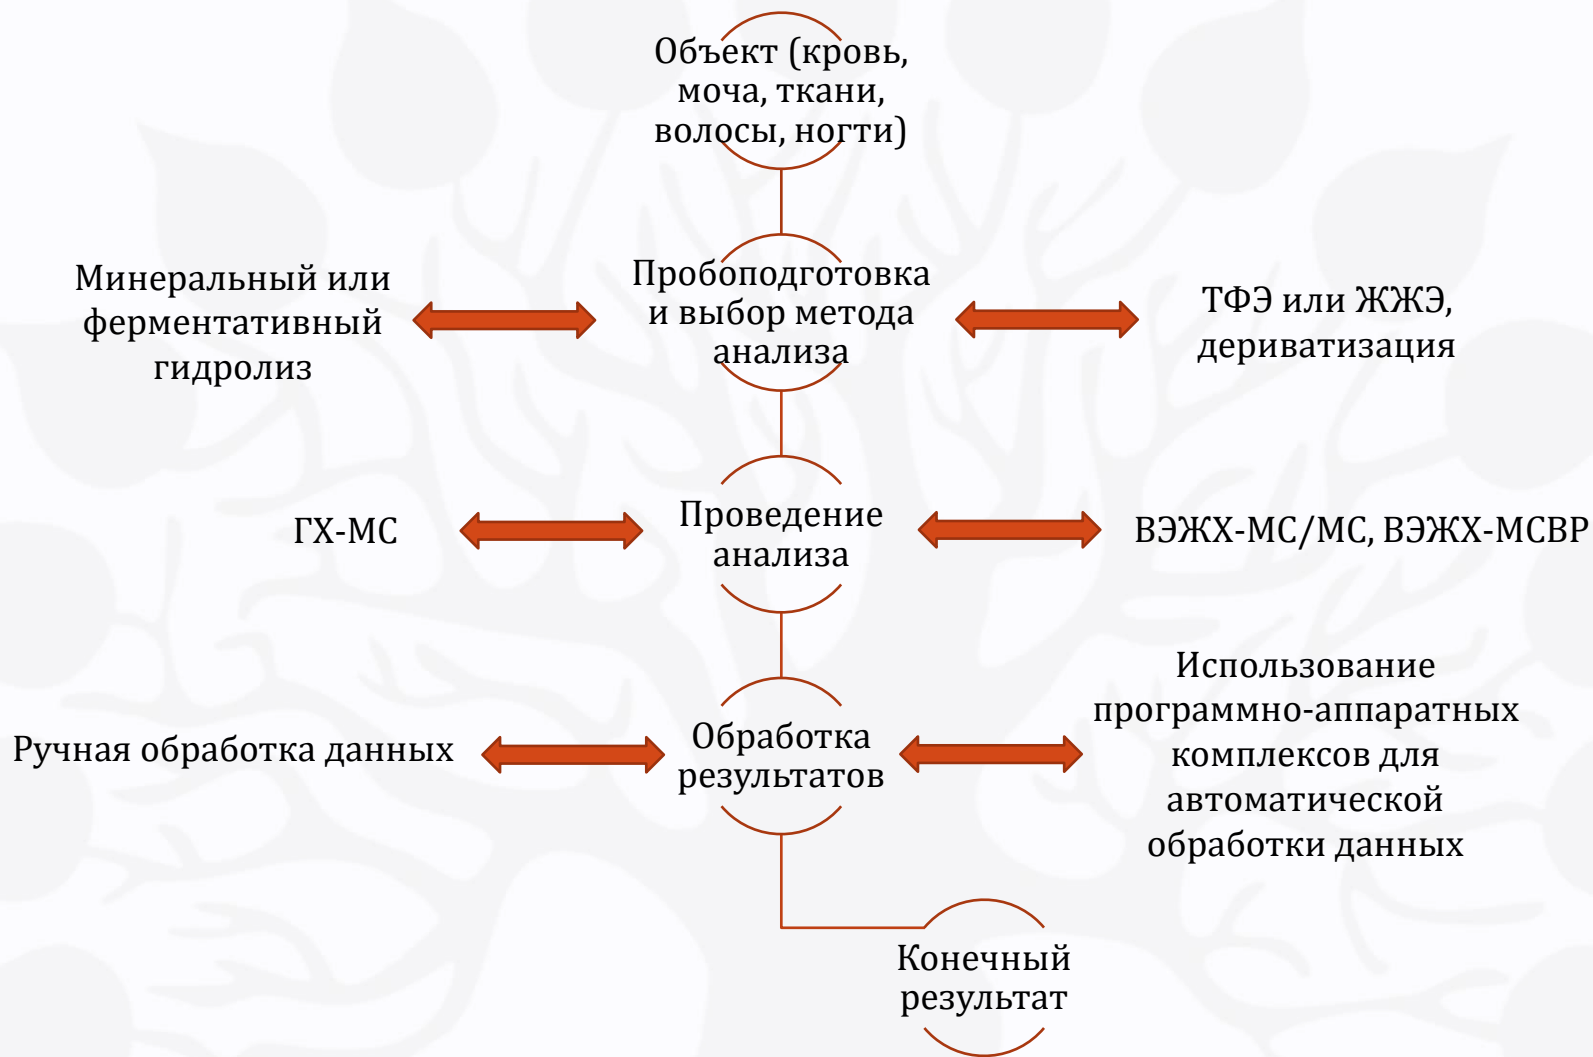 Объект (кровь,
моча, ткани,
волосы, ногти)
Минеральный или
ферментативный
гидролиз
Пробоподготовка
и выбор метода
анализа
ТФЭ или ЖЖЭ,
дериватизация
ГХ-МС
Проведение
анализа
ВЭЖХ-МС/МС, ВЭЖХ-МСВР
Ручная обработка данных
Обработка
результатов
Использование
программно-аппаратных
комплексов для
автоматической
обработки данных
Конечный
результат